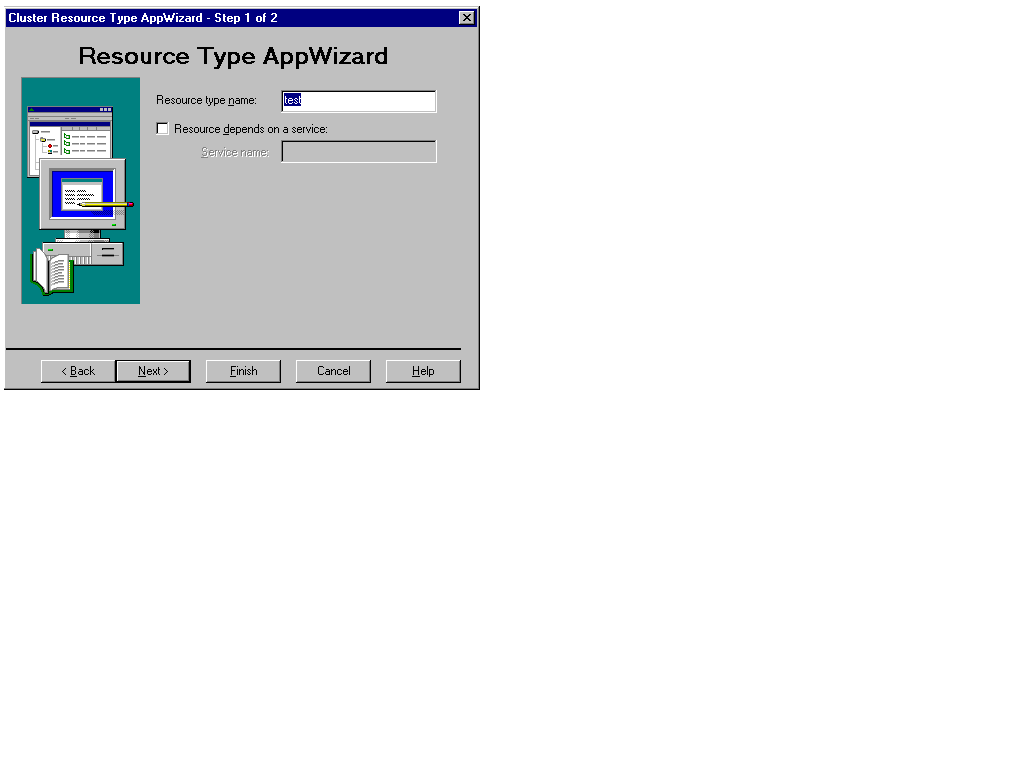 Cluster Resource Type AppWizard - Step 1 of 2
Resource Type AppWizard
Resource type name: test
Resource depends on a service:
Service name:
< Back Next > Finish Cancel Help